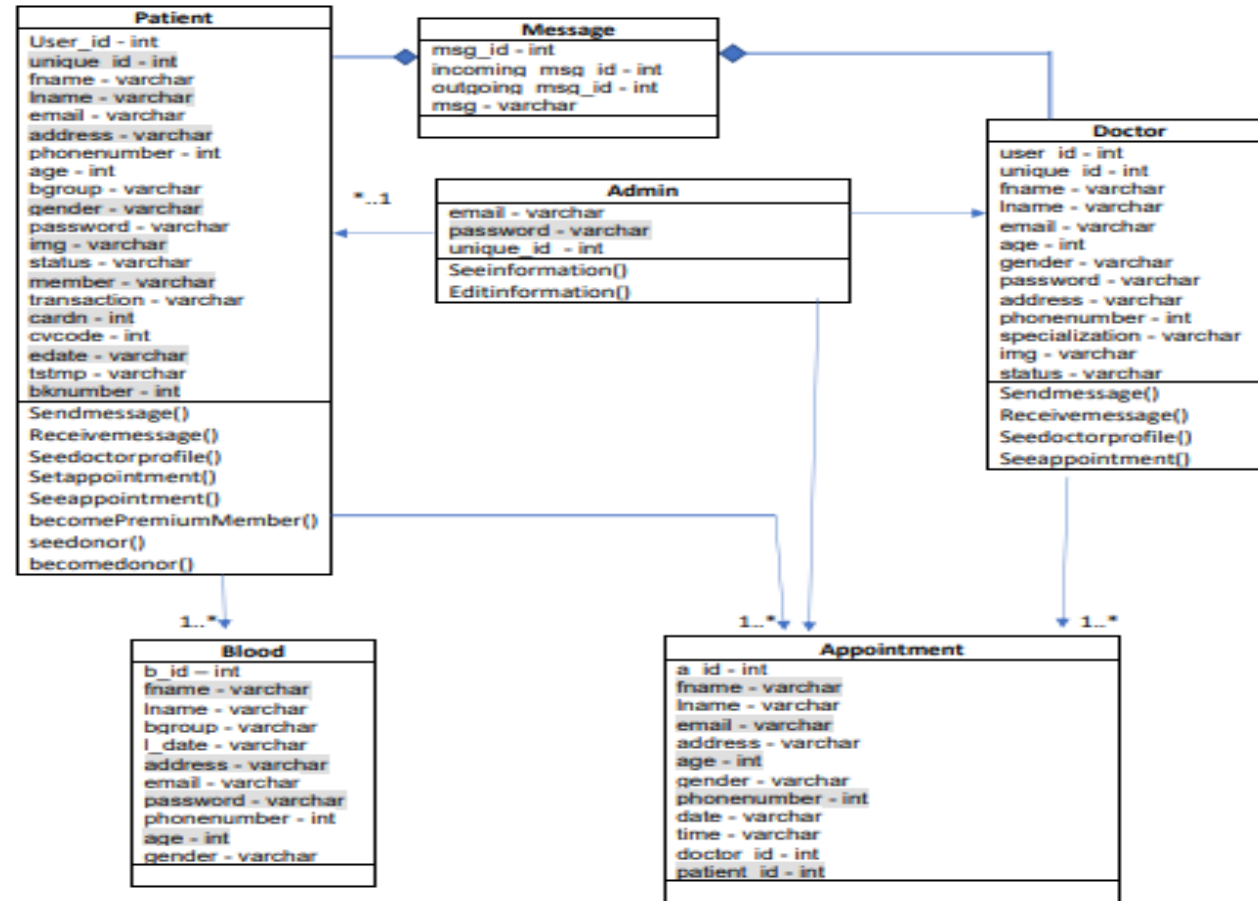 Patient
User_id - int
unique_id - int
fname - varchar
lname - varchar
email - varchar
address - varchar
phonenumber - int
age - int
bgroup - varchar
gender - varchar
password - varchar
img - varchar
status - varchar
member - varchar
transaction - varchar
cardn - int
cvcode - int
edate - varchar
tstmp - varchar
bknumber - int
Sendmessage()
Receivemessage()
Seedoctorprofile()
Setappointment()
Seeappointment()
becomePremiumMember()
seedonor()
becomedonor()
Message
msg_id - int
incoming_msg_id - int
outgoing_msg_id - int
msg - varchar
*..1
Admin
email - varchar
password - varchar
unique_id - int
Seeinformation()
Editinformation()
Doctor
user_id - int
unique_id - int
fname - varchar
lname - varchar
email - varchar
age - int
gender - varchar
password - varchar
address - varchar
phonenumber - int
specialization - varchar
img - varchar
status - varchar
Sendmessage()
Receivemessage()
Seedoctorprofile()
Seeappointment()
1..*
Blood
b_id – int
fname - varchar
lname - varchar
bgroup - varchar
l_date - varchar
address - varchar
email - varchar
password - varchar
phonenumber - int
age - int
gender - varchar
1..*
1..*
Appointment
a_id - int
fname - varchar
lname - varchar
email - varchar
address - varchar
age - int
gender - varchar
phonenumber - int
date - varchar
time - varchar
doctor_id - int
patient_id - int